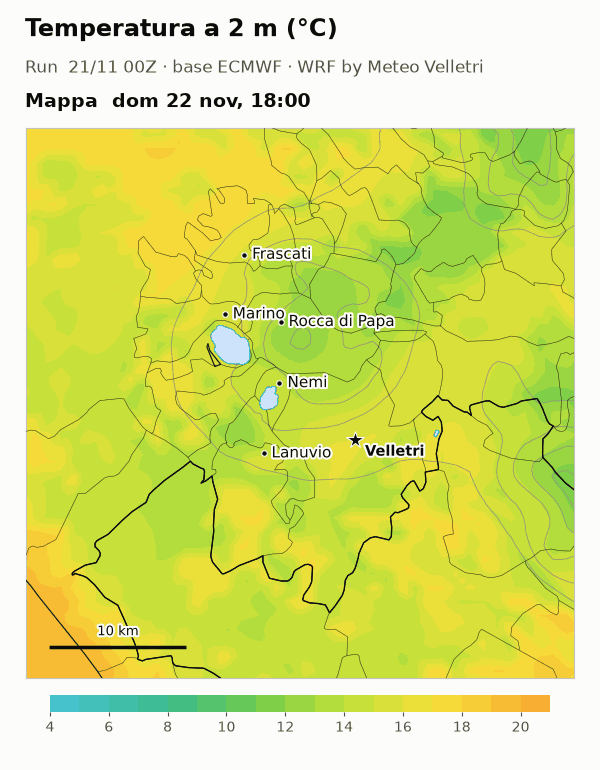 Temperatura a 2 m (°C)
Run  21/11 00Z · base ECMWF · WRF by Meteo Velletri
Mappa  dom 22 nov, 18:00
Frascati
Marino
Rocca di Papa
Nemi
Lanuvio
Velletri
10 km
4 6 8 10 12 14 16 18 20